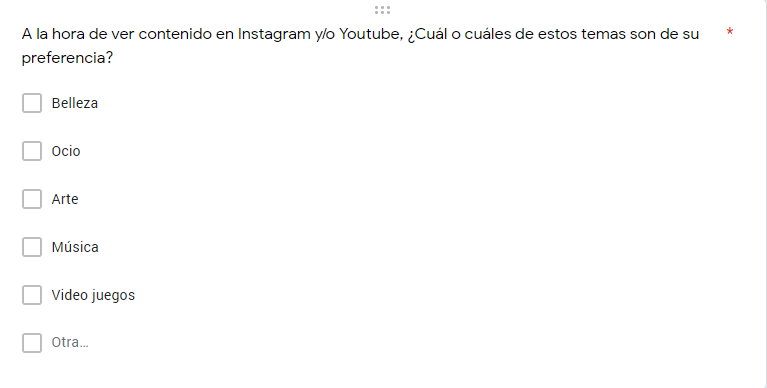 A la hora de ver contenido en Instagram y/o Youtube, ¿Cuál o cuáles de estos temas son de su *
preferencia?
Belleza
Ocio
Arte
Música
Video juegos
Otra...